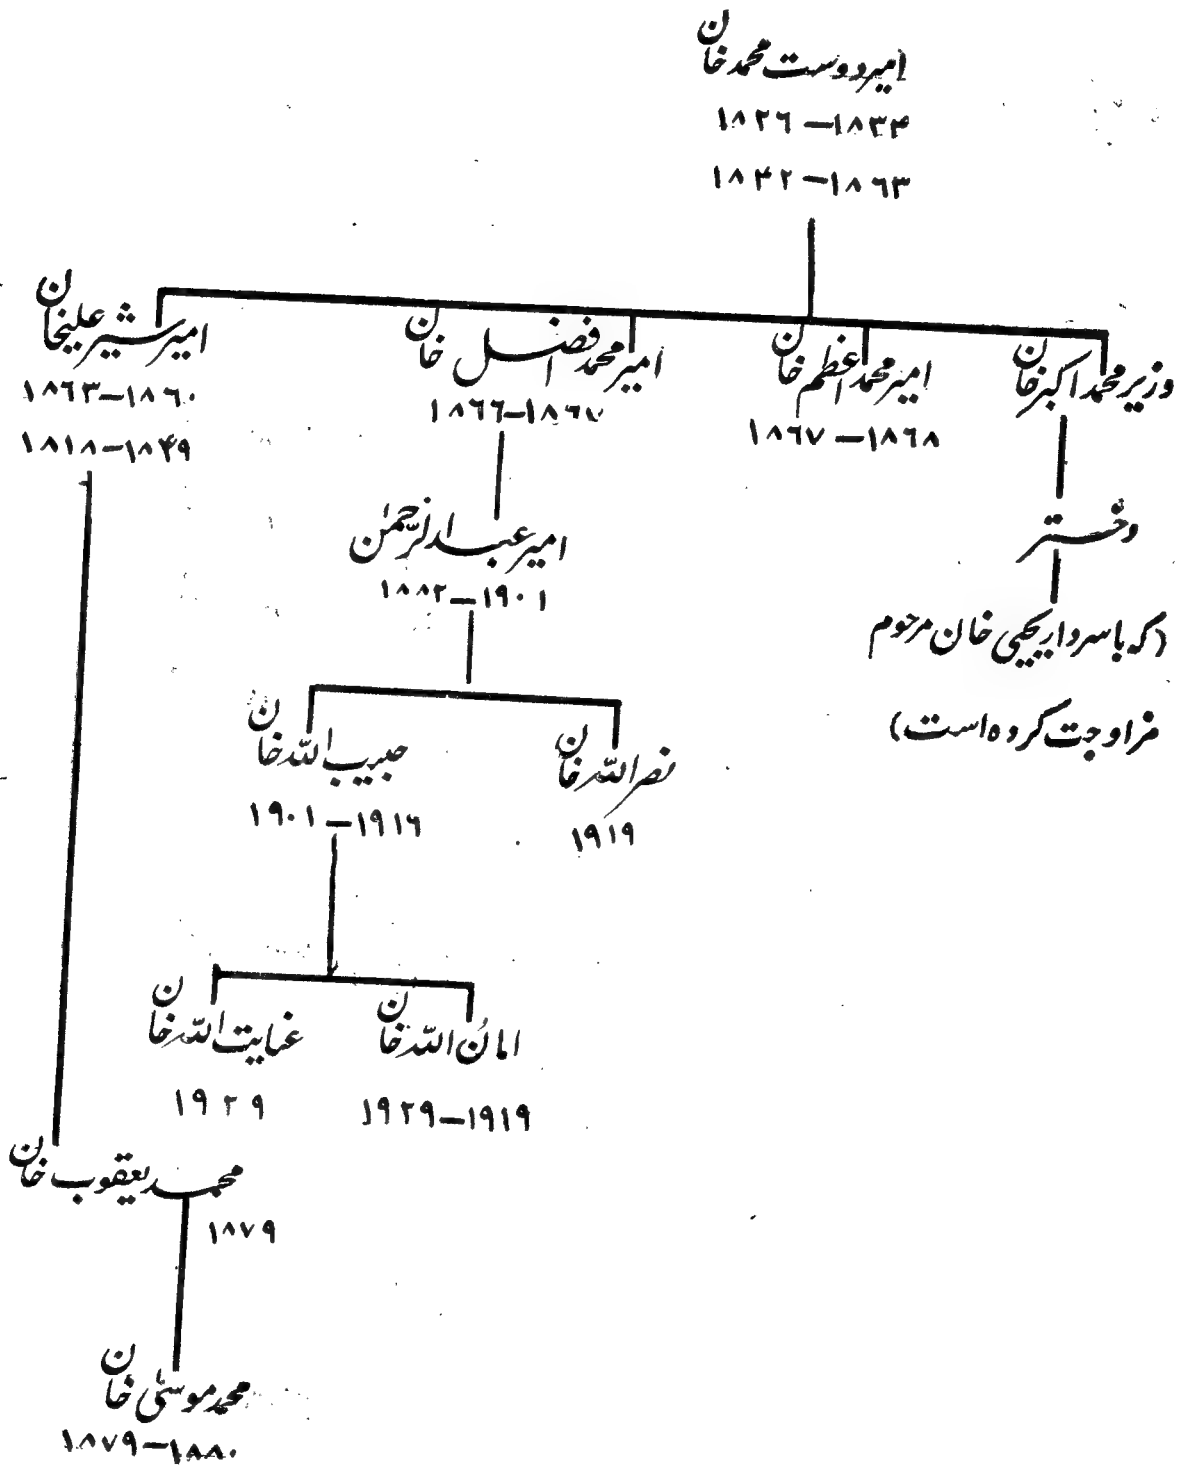 امیر دوست محمد خان
۱۸۲۶–۱۸۳۴
۱۸۴۲–۱۸۶۳
وزیر محمد اکبر خان
امیر محمد اعظم خان
۱۸۶۷–۱۸۶۸
امیر محمد افضل خان
۱۸۶۶–۱۸۶۷
امیر شیر علیخان
۱۸۶۳–۱۸۶۰
۱۸۱۸–۱۸۴۹
دختر
(که با سردار یحیی خان مرحوم
مزاوجت کرده است)
امیر عبدالرحمن
۱۸۸۲–۱۹۰۱
نصرالله خان
۱۹۱۹
حبیب الله خان
۱۹۰۱–۱۹۱۶
امان الله خان
۱۹۲۹–۱۹۱۹
عنایت الله خان
۱۹۲۹
محمد یعقوب خان
۱۸۷۹
محمد موسی خان
۱۸۷۹–۱۸۸۰